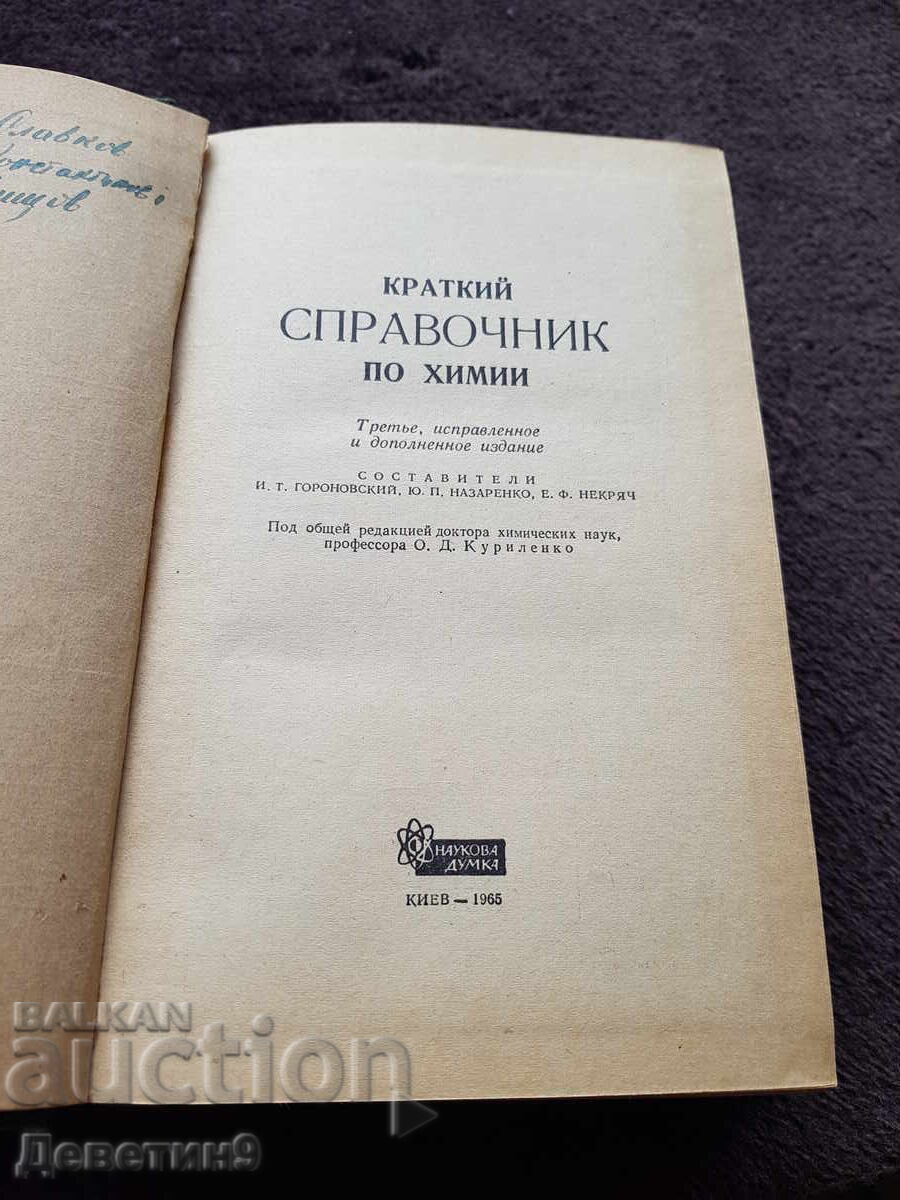 Славков
КРАТКИЙ
СПРАВОЧНИК
ПО ХИМИИ
Третье, исправленное
и дополненное издание
СОСТАВИТЕЛИ
И. Т. ГОРОНОВСКИЙ, Ю. П. НАЗАРЕНКО, Е. Ф. НЕКРЯЧ
Под общей редакцией доктора химических наук,
профессора О. Д. Куриленко
НАУКОВА
ДУМКА
КИЕВ — 1965
BALKAN
auction
Деветин9